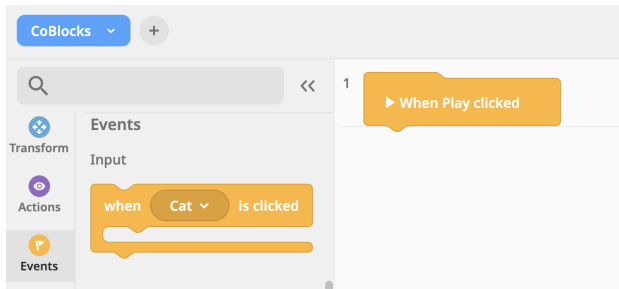 CoBlocks
+
Transform
Actions
Events
Events
Input
when Cat is clicked
1
When Play clicked